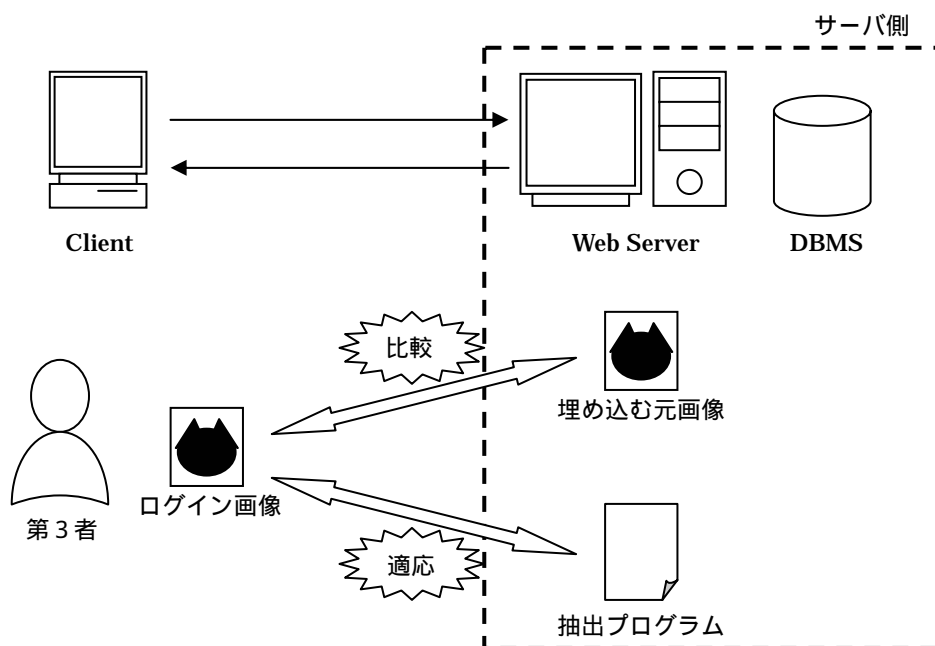 サーバ側
Client
Web Server
DBMS
比較
埋め込む元画像
ログイン画像
第３者
適応
抽出プログラム